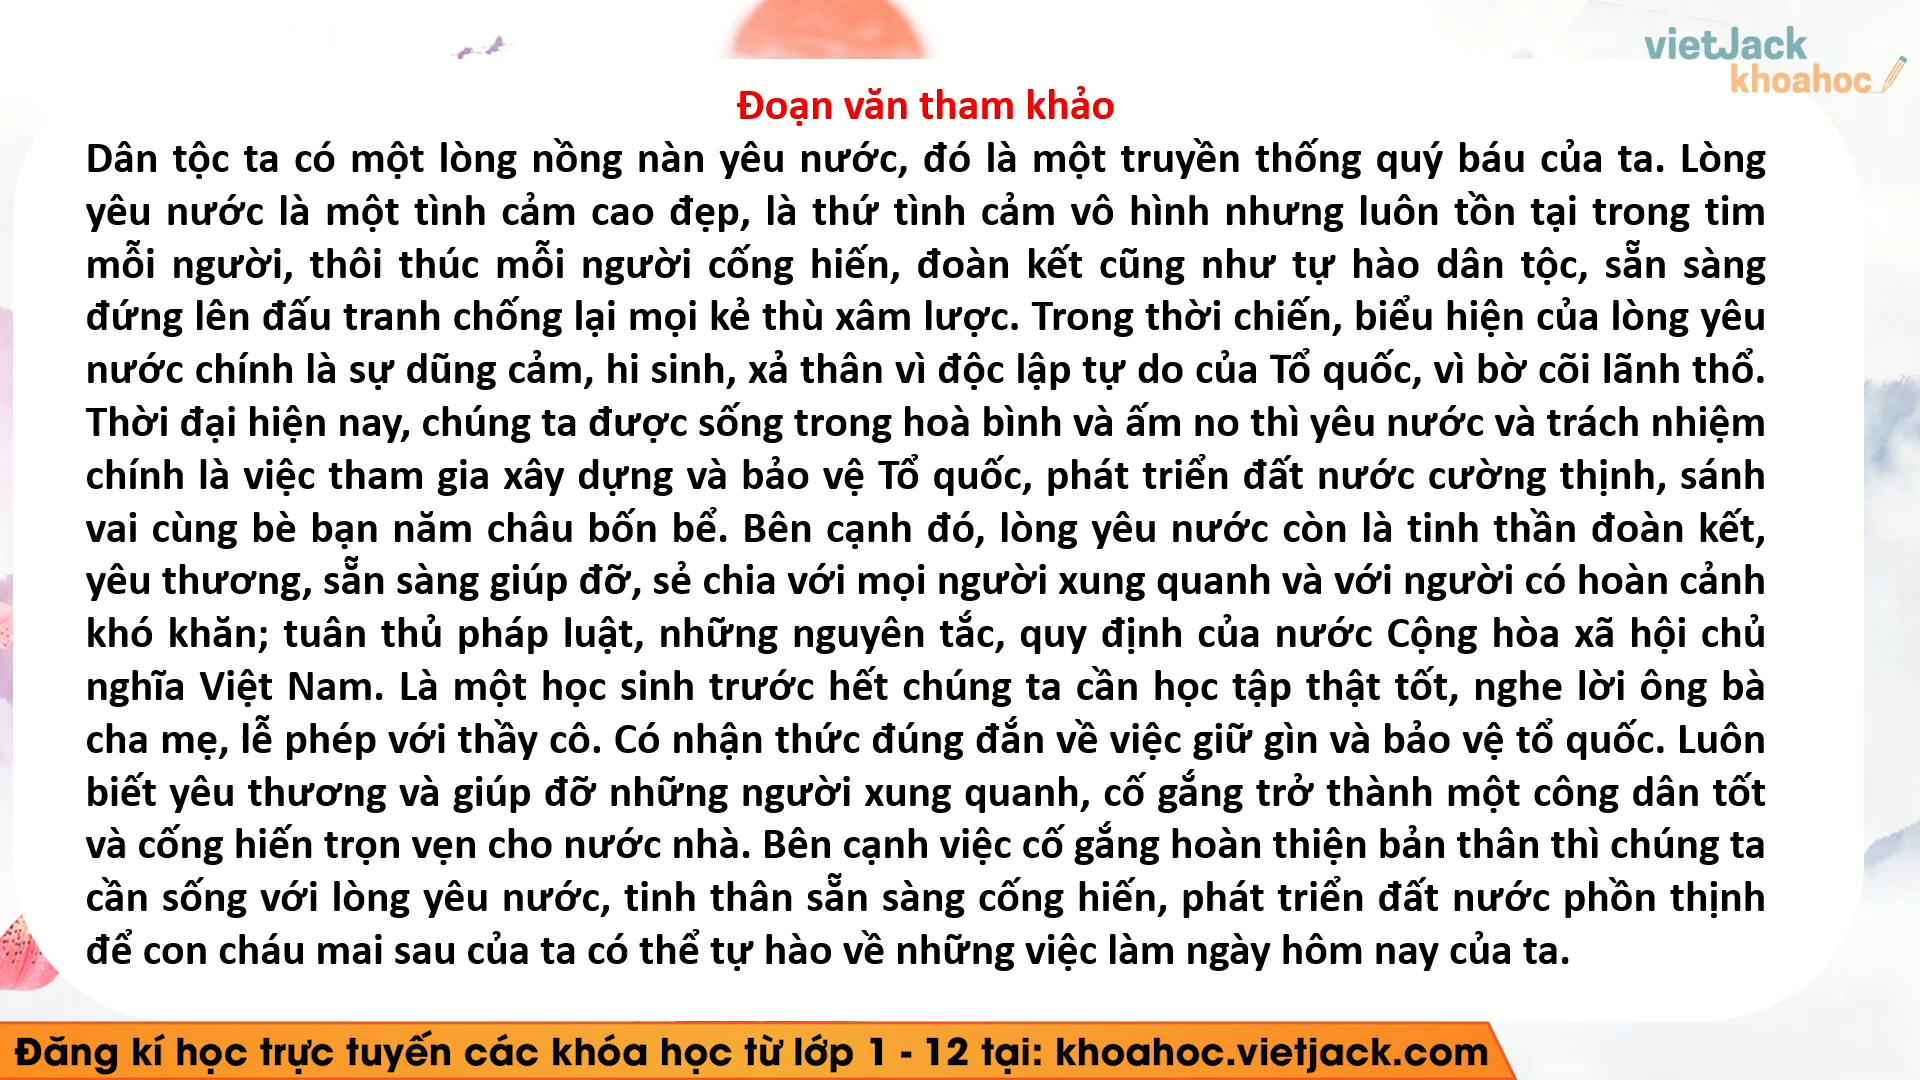 vietJack
khoahoc
Đoạn văn tham khảo
Dân tộc ta có một lòng nồng nàn yêu nước, đó là một truyền thống quý báu của ta. Lòng
yêu nước là một tình cảm cao đẹp, là thứ tình cảm vô hình nhưng luôn tồn tại trong tim
mỗi người, thôi thúc mỗi người cống hiến, đoàn kết cũng như tự hào dân tộc, sẵn sàng
đứng lên đấu tranh chống lại mọi kẻ thù xâm lược. Trong thời chiến, biểu hiện của lòng yêu
nước chính là sự dũng cảm, hi sinh, xả thân vì độc lập tự do của Tổ quốc, vì bờ cõi lãnh thổ.
Thời đại hiện nay, chúng ta được sống trong hoà bình và ấm no thì yêu nước và trách nhiệm
chính là việc tham gia xây dựng và bảo vệ Tổ quốc, phát triển đất nước cường thịnh, sánh
vai cùng bè bạn năm châu bốn bể. Bên cạnh đó, lòng yêu nước còn là tinh thần đoàn kết,
yêu thương, sẵn sàng giúp đỡ, sẻ chia với mọi người xung quanh và với người có hoàn cảnh
khó khăn; tuân thủ pháp luật, những nguyên tắc, quy định của nước Cộng hòa xã hội chủ
nghĩa Việt Nam. Là một học sinh trước hết chúng ta cần học tập thật tốt, nghe lời ông bà
cha mẹ, lễ phép với thầy cô. Có nhận thức đúng đắn về việc giữ gìn và bảo vệ tổ quốc. Luôn
biết yêu thương và giúp đỡ những người xung quanh, cố gắng trở thành một công dân tốt
và cống hiến trọn vẹn cho nước nhà. Bên cạnh việc cố gắng hoàn thiện bản thân thì chúng ta
cần sống với lòng yêu nước, tinh thân sẵn sàng cống hiến, phát triển đất nước phồn thịnh
để con cháu mai sau của ta có thể tự hào về những việc làm ngày hôm nay của ta.
Đăng kí học trực tuyến các khóa học từ lớp 1 - 12 tại: khoahoc.vietjack.com